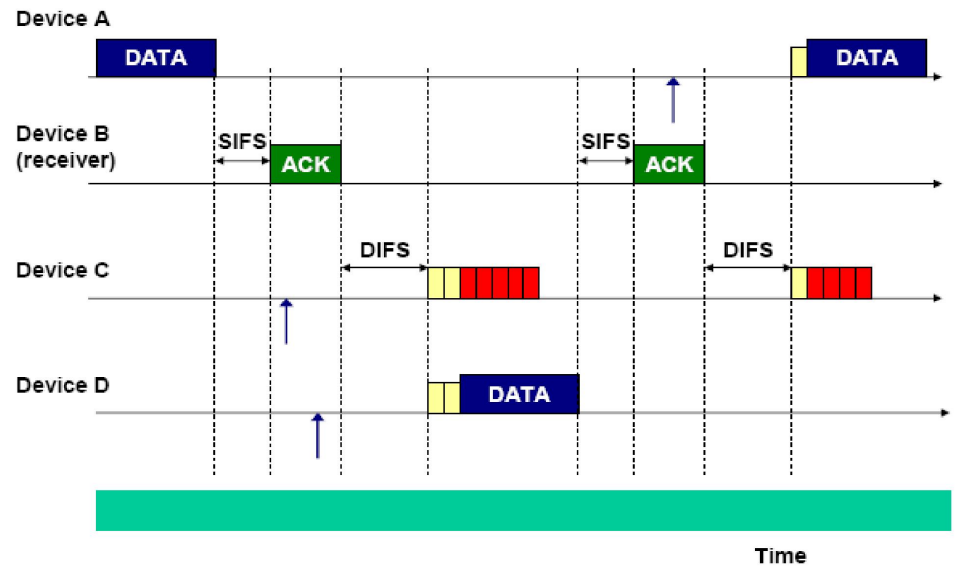 Device A
DATA
DATA
Device B
(receiver)
SIFS
ACK
SIFS
ACK
Device C
DIFS
DIFS
Device D
DATA
Time